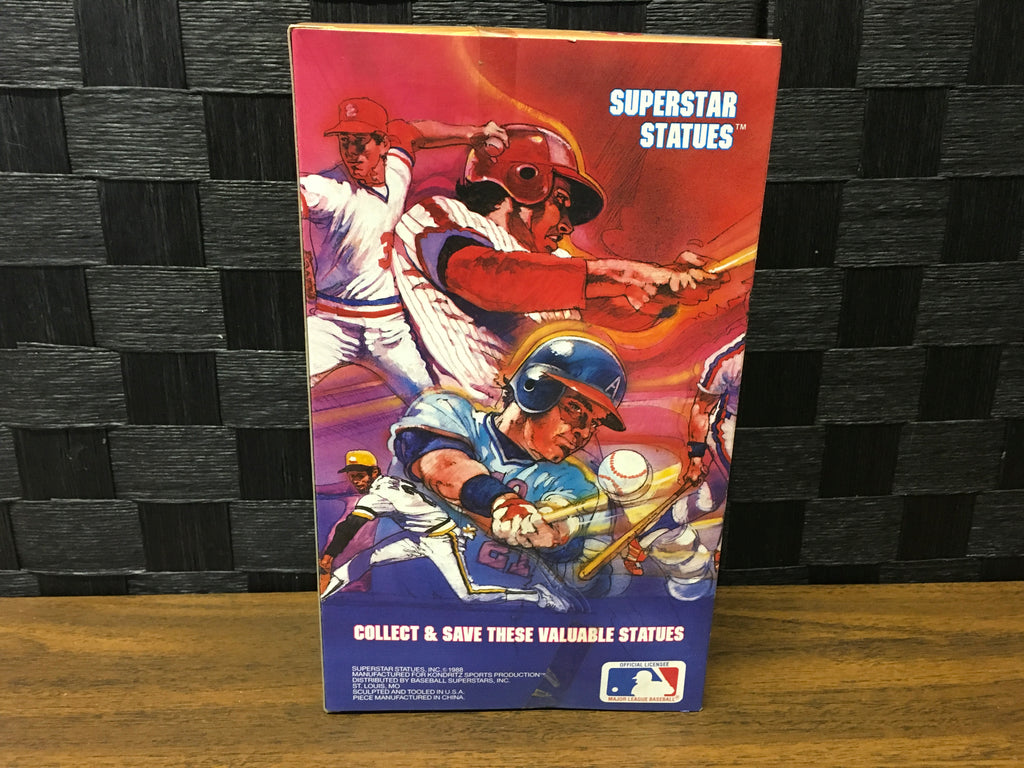 SUPERSTAR
STATUES™
A
COLLECT & SAVE THESE VALUABLE STATUES
SUPERSTAR STATUES, INC. © 1988
MANUFACTURED FOR KONDRITZ SPORTS PRODUCTION™
DISTRIBUTED BY BASEBALL SUPERSTARS, INC.
ST. LOUIS, MO
SCULPTED AND TOOLED IN U.S.A.
PIECE MANUFACTURED IN CHINA.
OFFICIAL LICENSEE
MAJOR LEAGUE BASEBALL®